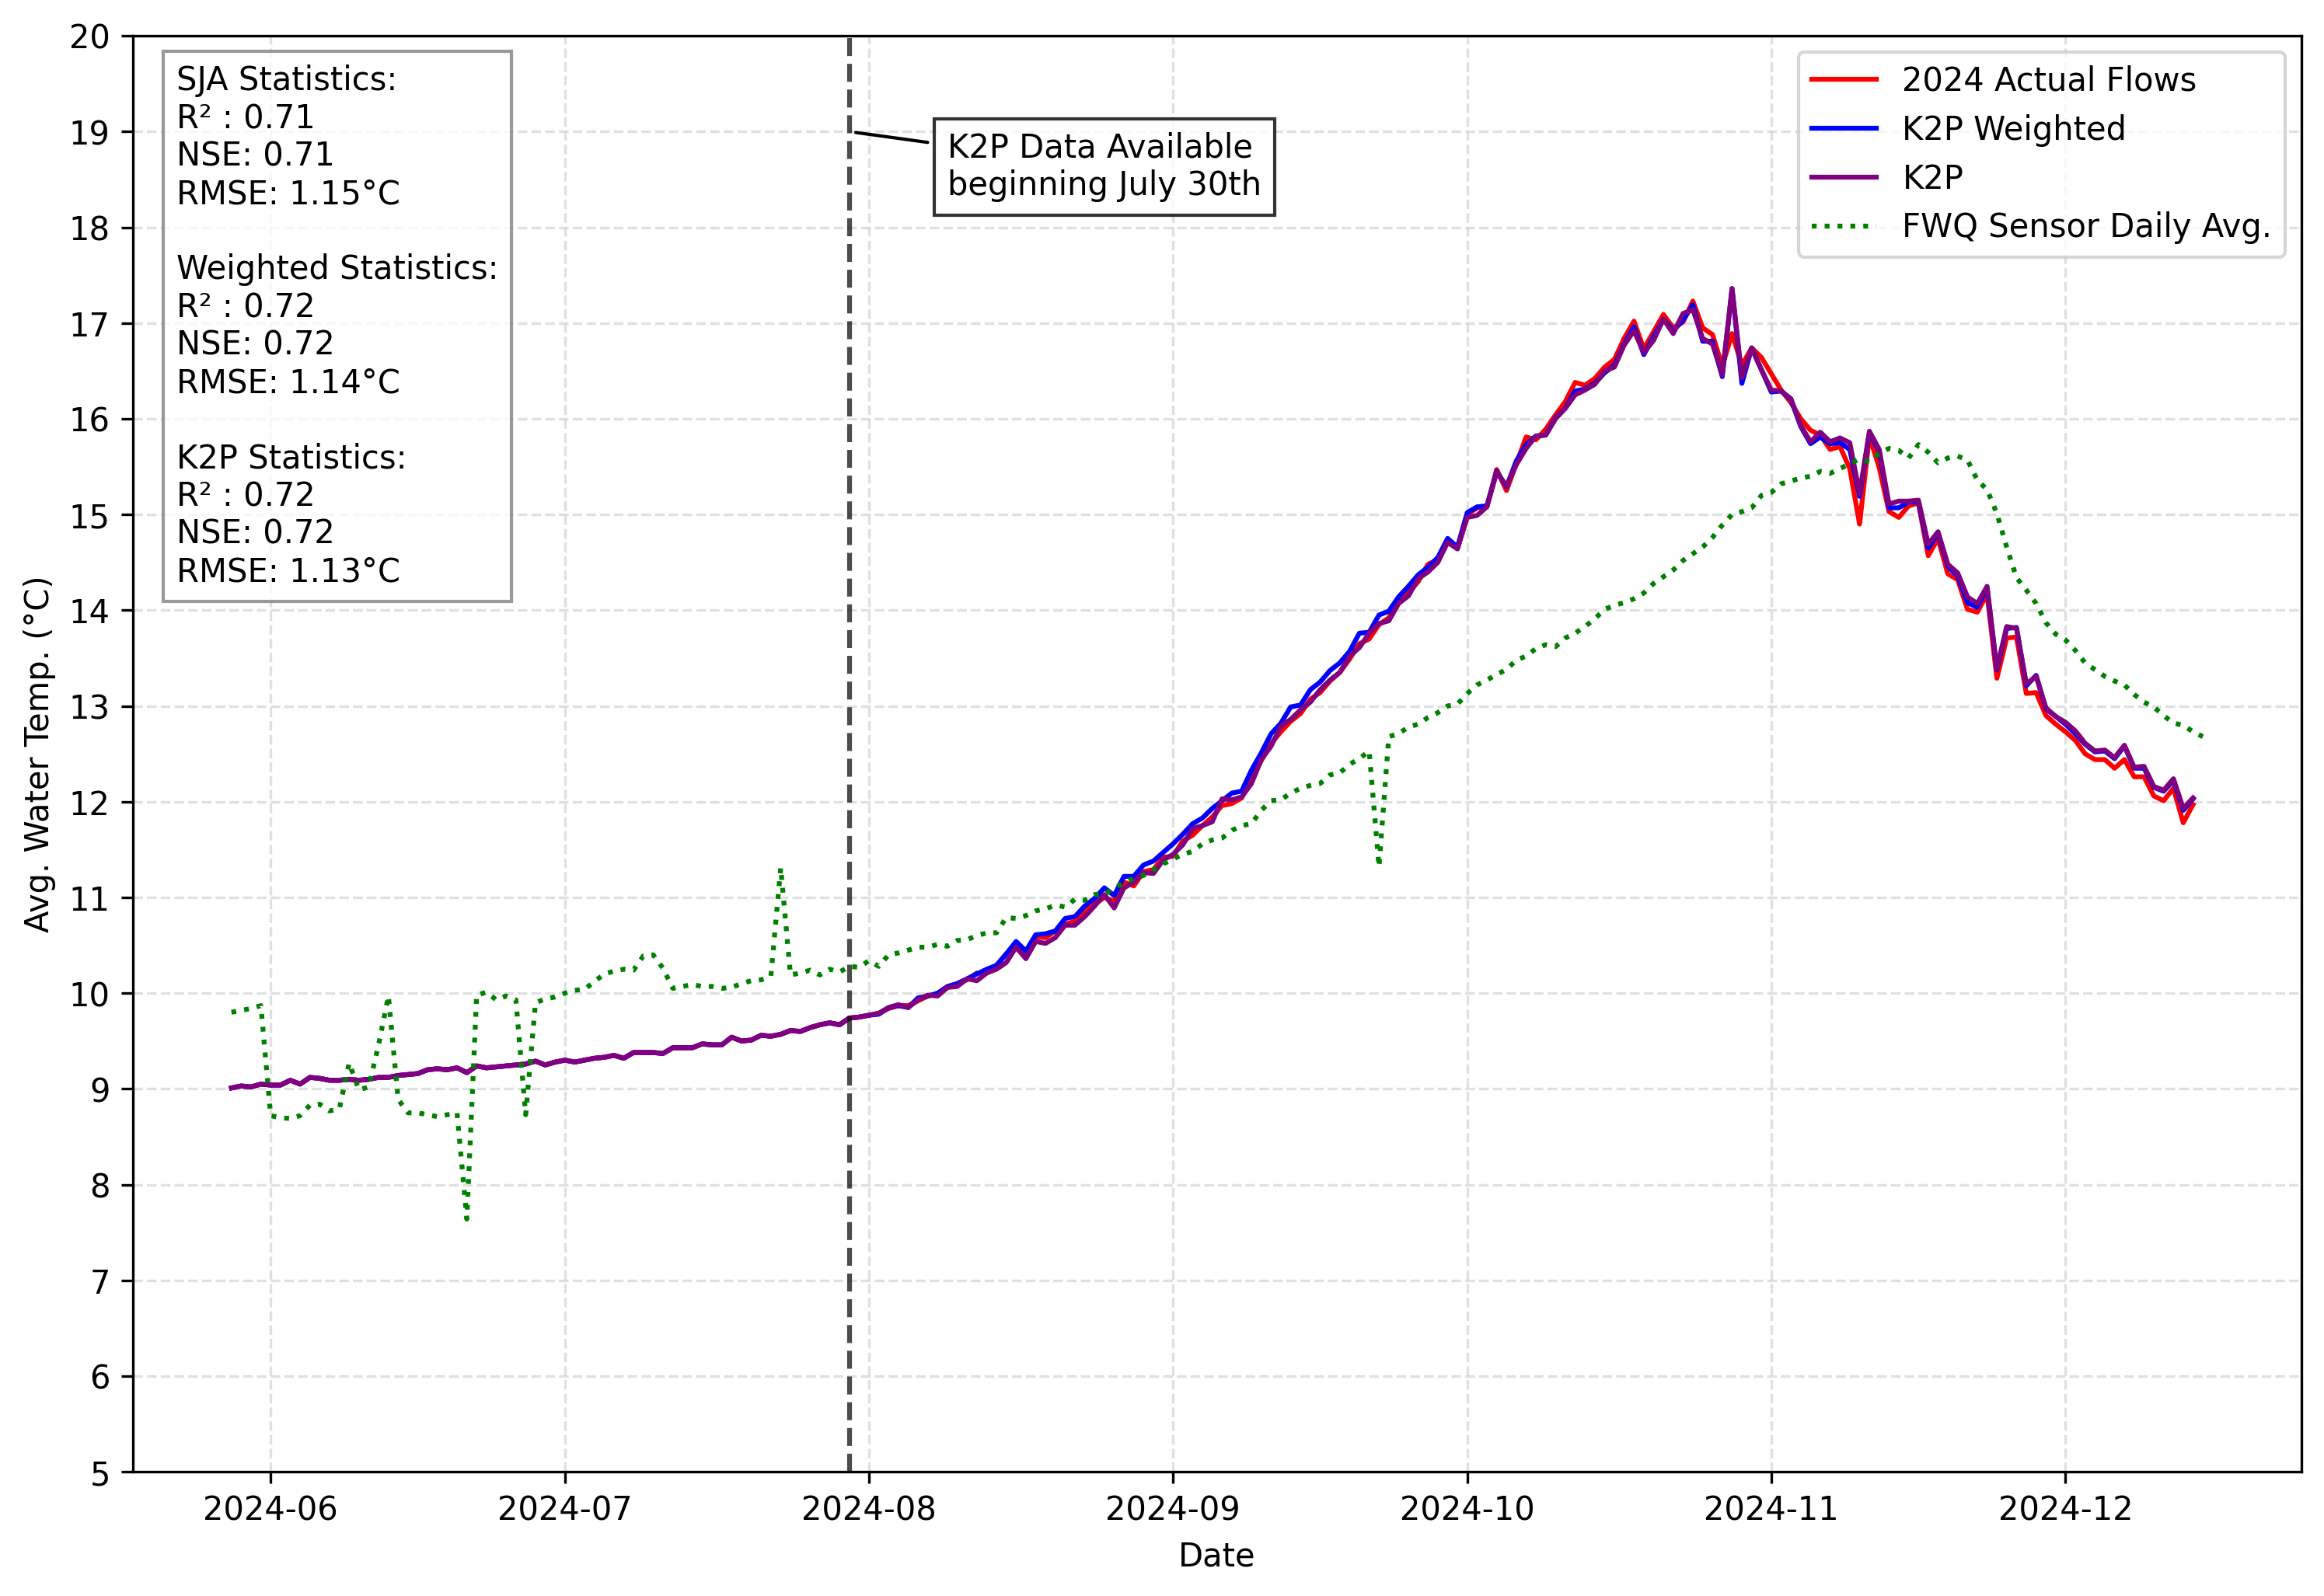 SJA Statistics:
R² : 0.71
NSE: 0.71
RMSE: 1.15°C
Weighted Statistics:
R² : 0.72
NSE: 0.72
RMSE: 1.14°C
K2P Statistics:
R² : 0.72
NSE: 0.72
RMSE: 1.13°C
K2P Data Available
beginning July 30th
2024 Actual Flows
K2P Weighted
K2P
FWQ Sensor Daily Avg.
Avg. Water Temp. (°C)
20
19
18
17
16
15
14
13
12
11
10
9
8
7
6
5
2024-06
2024-07
2024-08
2024-09
2024-10
2024-11
2024-12
Date